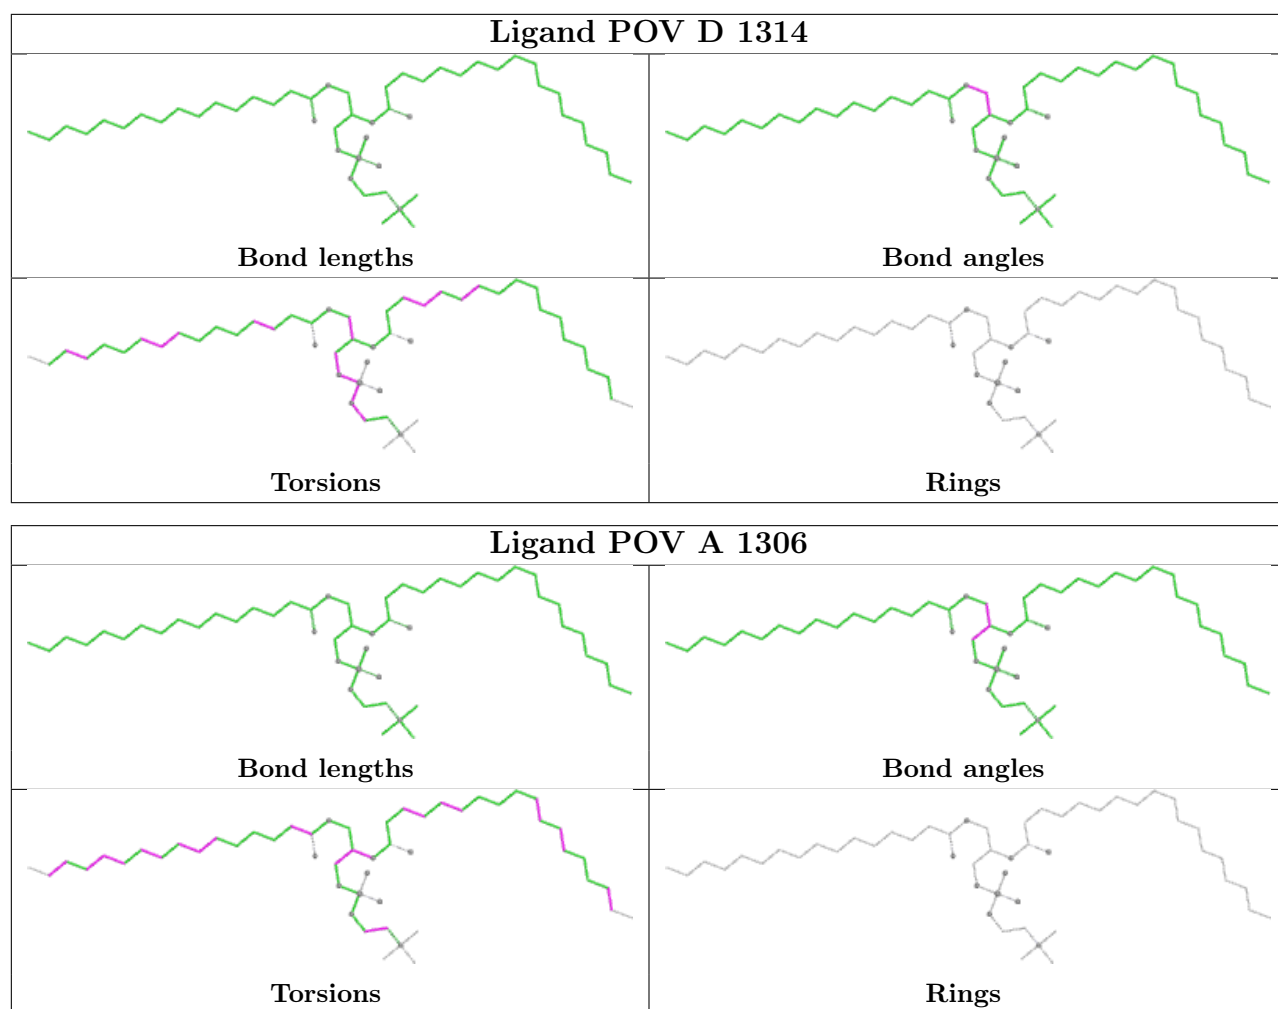 Ligand POV D 1314
Bond lengths
Bond angles
Torsions
Rings
Ligand POV A 1306
Bond lengths
Bond angles
Torsions
Rings